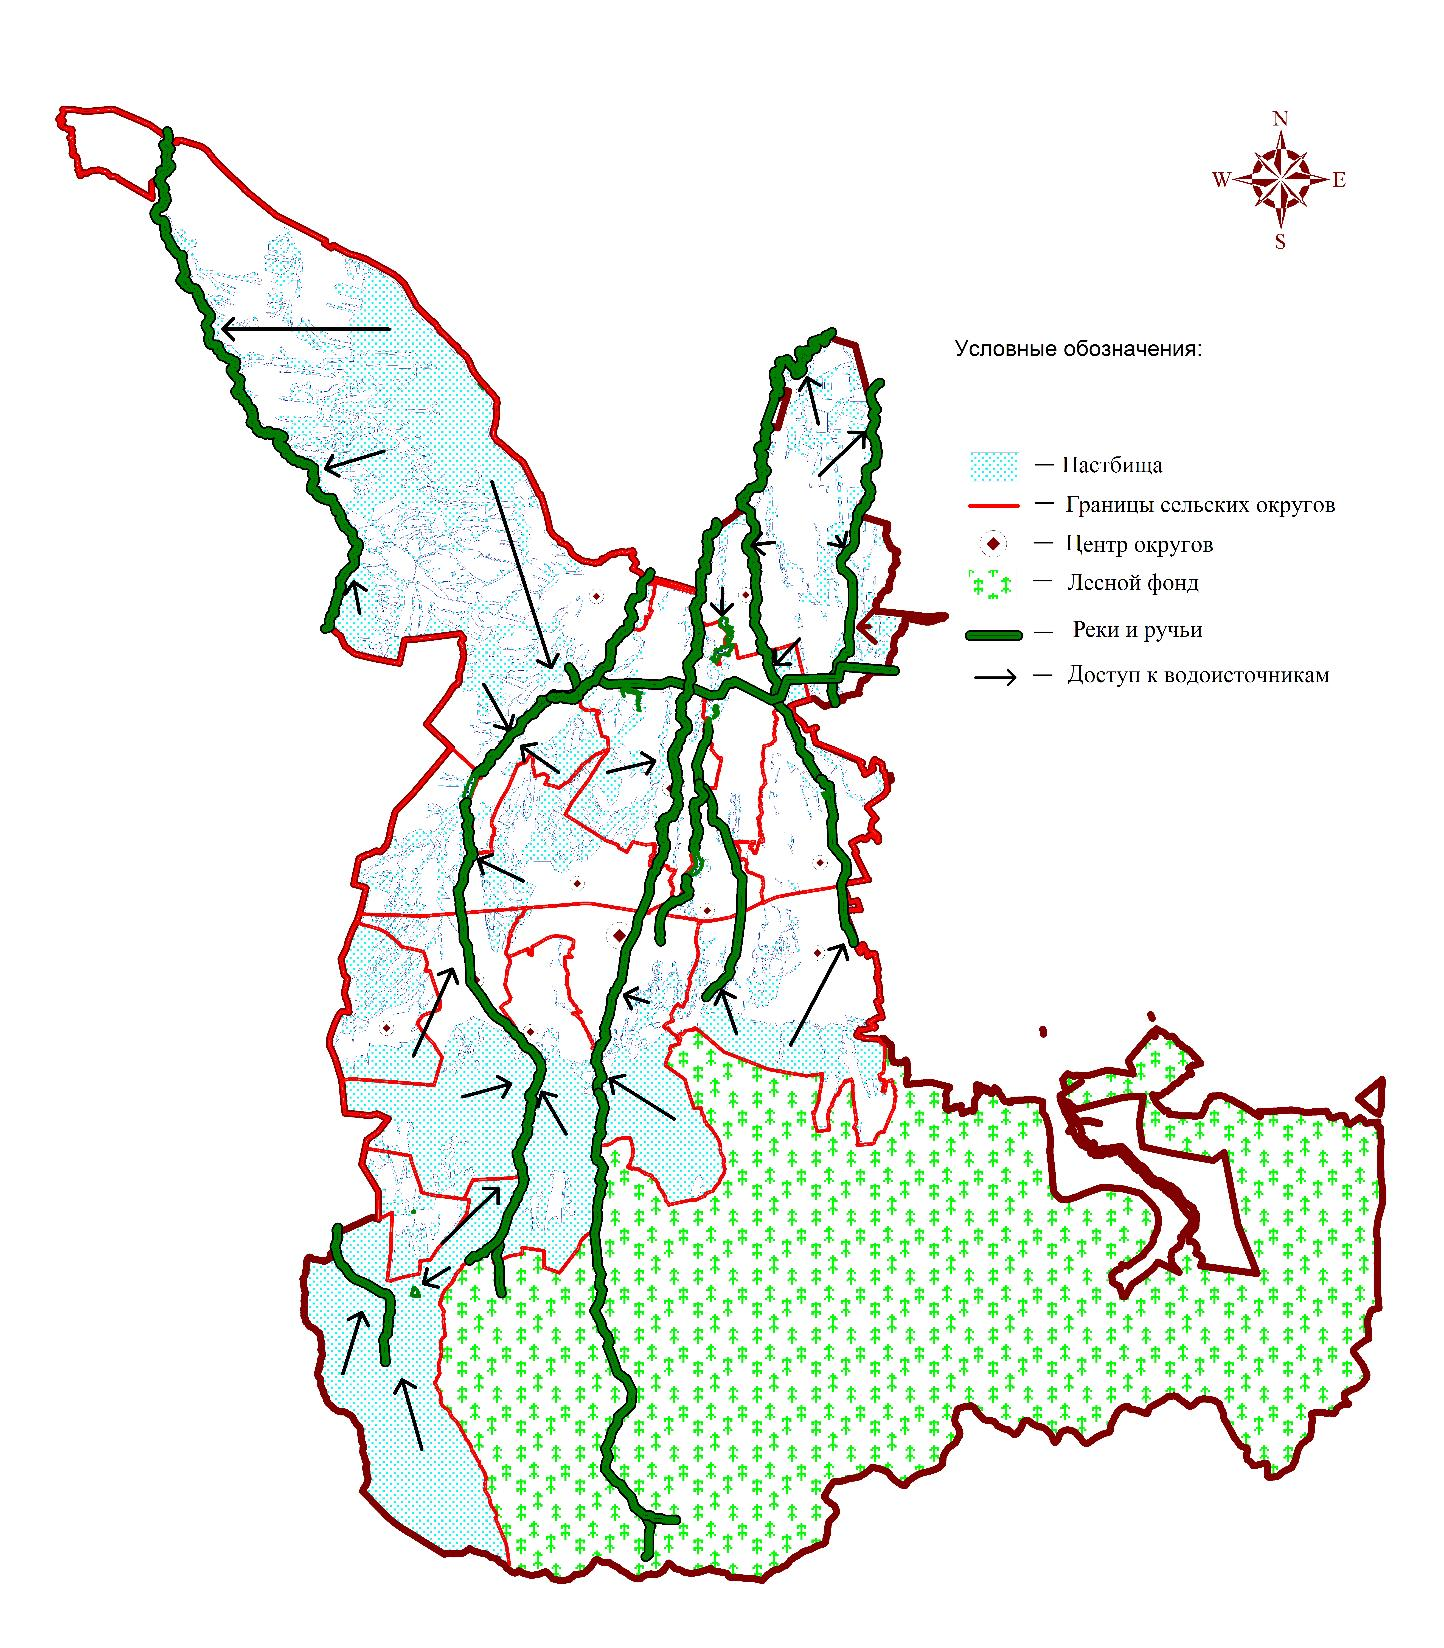 N
W
E
S
Условные обозначения:
— Пастбища
— Границы сельских округов
— Центр округов
— Лесной фонд
— Реки и ручьи
— Доступ к водоисточникам